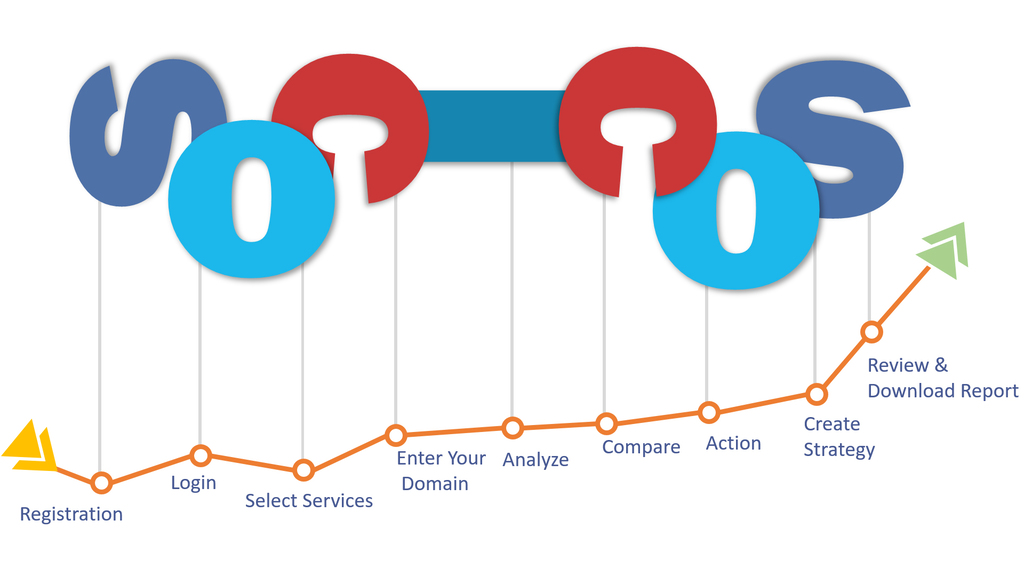 SOC-COS
Registration
Login
Select Services
Enter Your
Domain
Analyze
Compare
Action
Create
Strategy
Review &
Download Report